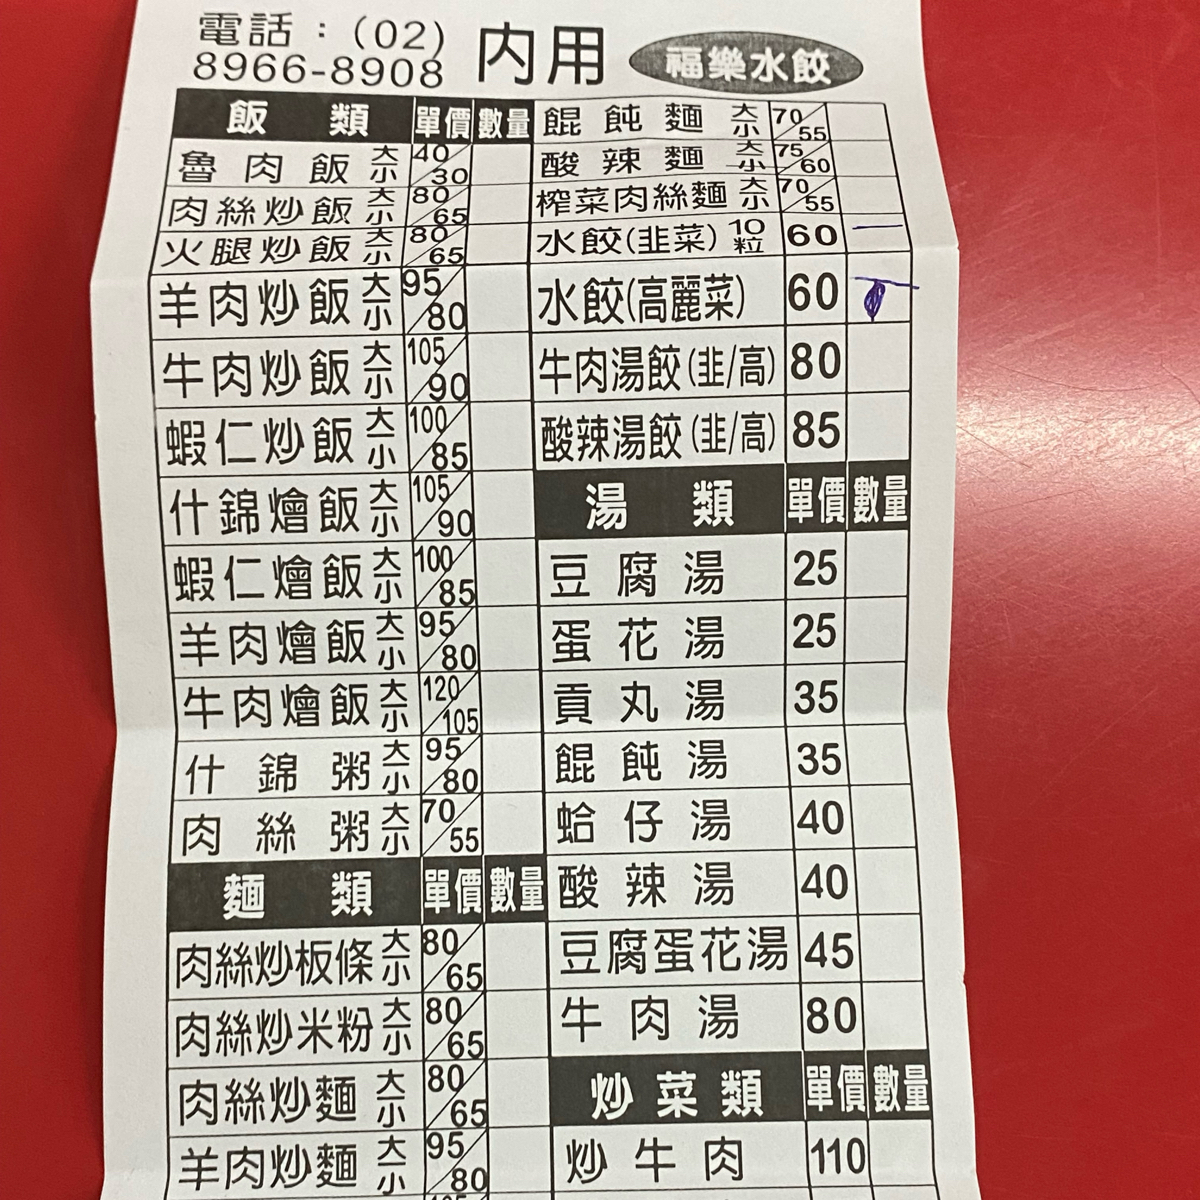 電話：(02)
8966-8908
內用
福樂水餃
飯類 單價 數量
魯肉飯 大小 40/30
肉絲炒飯 大小 80/65
火腿炒飯 大小 80/65
羊肉炒飯 大小 95/80
牛肉炒飯 大小 105/90
蝦仁炒飯 大小 100/85
什錦燴飯 大小 105/90
蝦仁燴飯 大小 100/85
羊肉燴飯 大小 95/80
牛肉燴飯 大小 120/105
什錦粥 大小 95/80
肉絲粥 大小 70/55
麵類 單價 數量
肉絲炒板條 大小 80/65
肉絲炒米粉 大小 80/65
肉絲炒麵 大小 80/65
羊肉炒麵 大小 95/80
餛飩麵 大小 70/55
酸辣麵 大小 75/60
榨菜肉絲麵 大小 70/55
水餃(韭菜) 10粒 60 一
水餃(高麗菜) 60
牛肉湯餃(韭/高) 80
酸辣湯餃(韭/高) 85
湯類 單價 數量
豆腐湯 25
蛋花湯 25
貢丸湯 35
餛飩湯 35
蛤仔湯 40
酸辣湯 40
豆腐蛋花湯 45
牛肉湯 80
炒菜類 單價 數量
炒牛肉 110